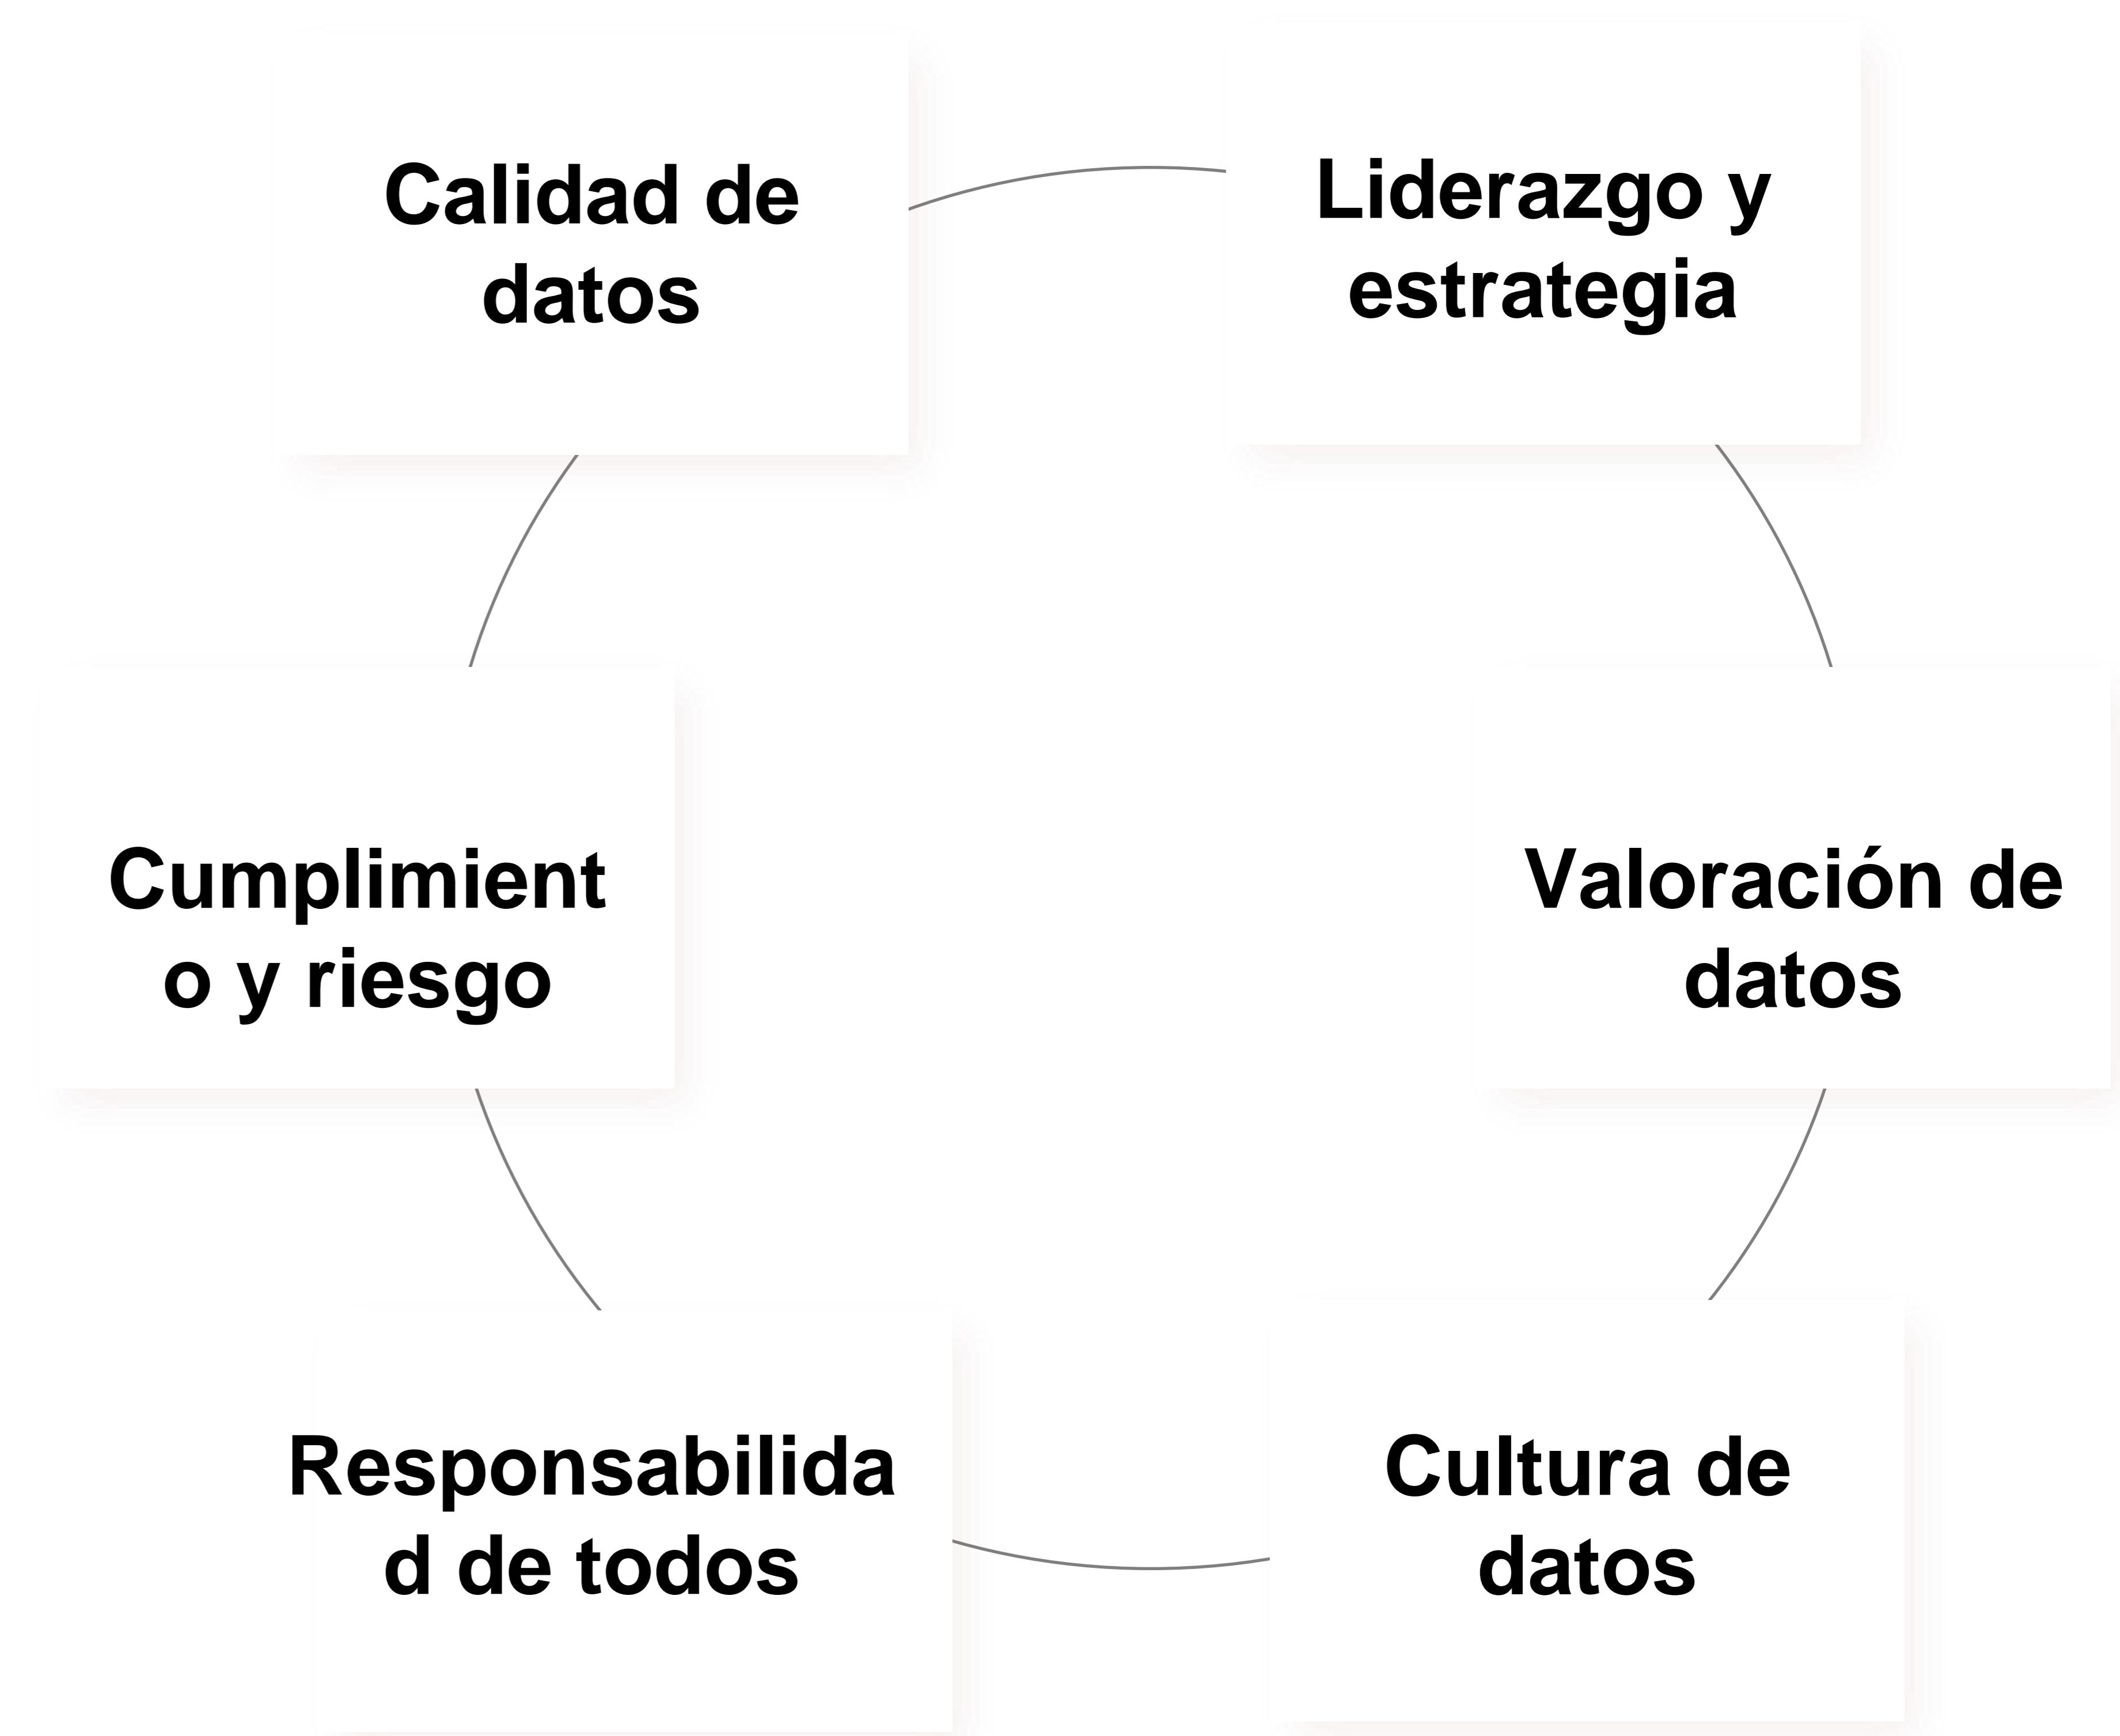 Calidad de
datos
Liderazgo y
estrategia
Cumplimient
o y riesgo
Valoración de
datos
Responsabilida
d de todos
Cultura de
datos